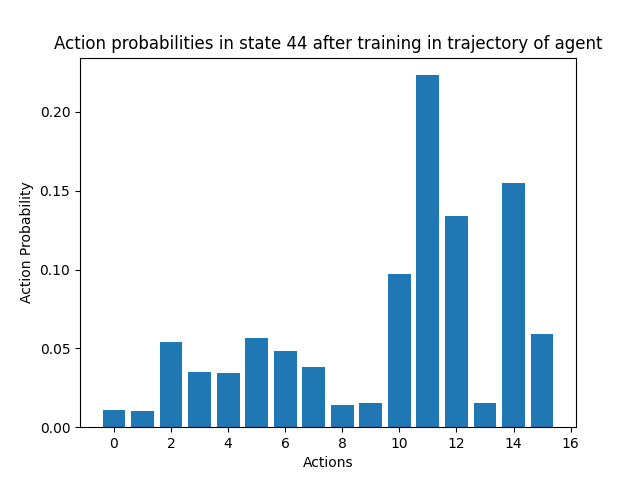 Action probabilities in state 44 after training in trajectory of agent
0.20
0.15
0.10
0.05
0.00
Action Probability
0 2 4 6 8 10 12 14 16
Actions